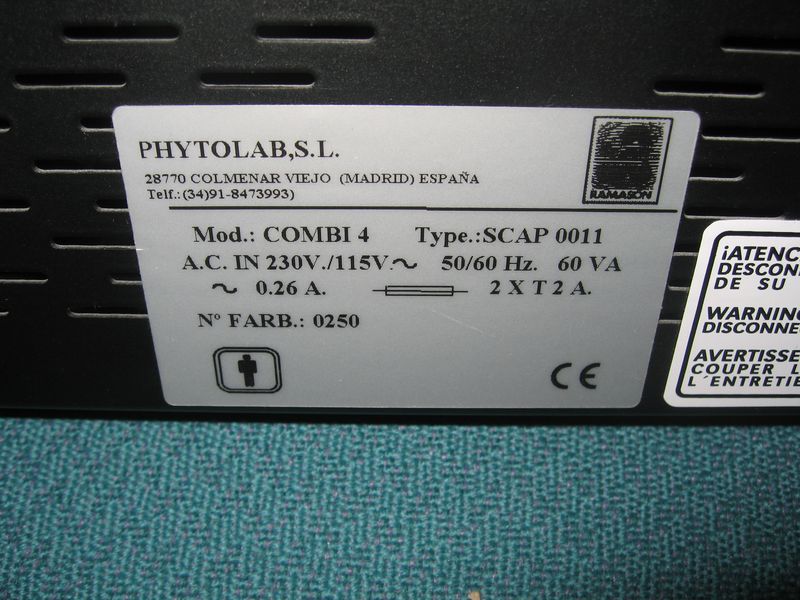 PHYTOLAB,S.L.
28770 COLMENAR VIEJO (MADRID) ESPAÑA
Telf.:(34)91-8473993)
RAMASON
Mod.: COMBI 4 Type.:SCAP 0011
A.C. IN 230V./115V.~ 50/60 Hz. 60 VA
~ 0.26 A. 2 X T 2 A.
Nº FARB.: 0250
CE
¡ATENC
DESCON
DE SU
WARNING
DISCONNE
AVERTISSE
COUPER L
L´ENTRETIE